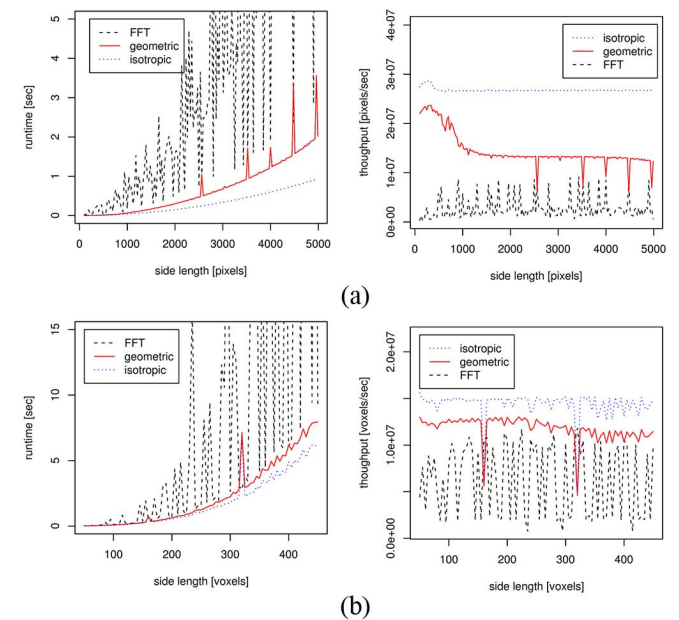 FFT
geometric
isotropic
runtime [sec]
0 1 2 3 4 5
0 1000 2000 3000 4000 5000
side length [pixels]
isotropic
geometric
FFT
thoughput [pixels/sec]
0e+00 1e+07 2e+07 3e+07 4e+07
0 1000 2000 3000 4000 5000
side length [pixels]
(a)
FFT
geometric
isotropic
runtime [sec]
0 5 10 15
100 200 300 400
side length [voxels]
isotropic
geometric
FFT
thoughput [voxels/sec]
0.0e+00 1.0e+07 2.0e+07
100 200 300 400
side length [voxels]
(b)